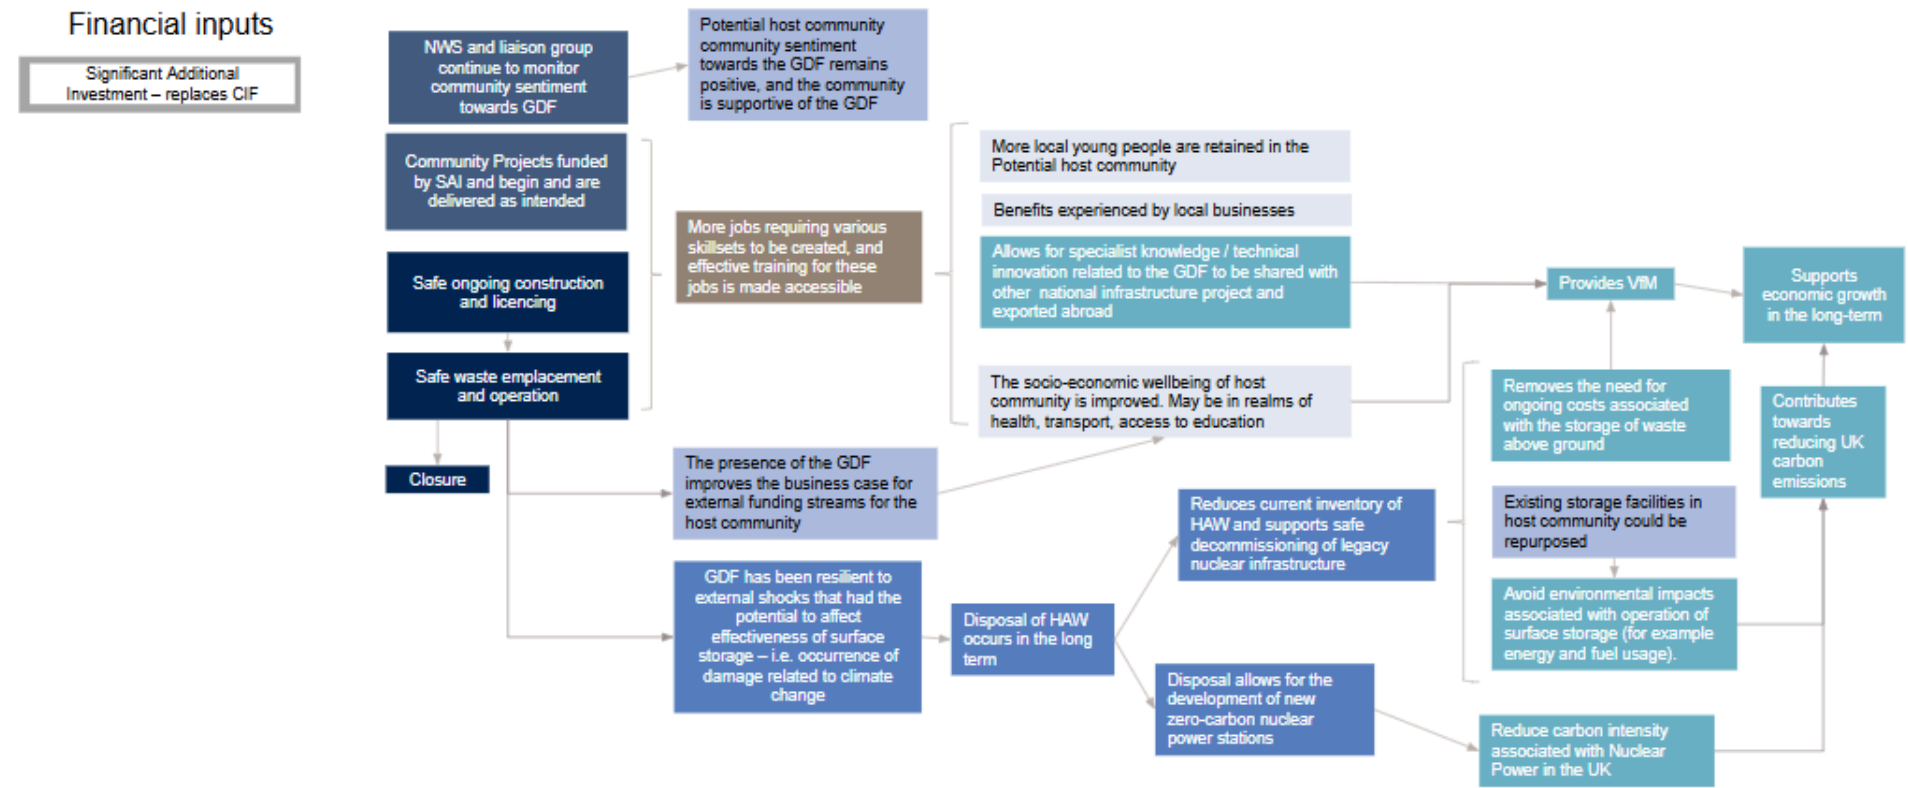 Financial inputs
Significant Additional
Investment – replaces CIF
NWS and liaison group
continue to monitor
community sentiment
towards GDF
Potential host community
community sentiment
towards the GDF remains
positive, and the community
is supportive of the GDF
Community Projects funded
by SAI and begin and are
delivered as intended
Safe ongoing construction
and licencing
Safe waste emplacement
and operation
Closure
More jobs requiring various
skillsets to be created, and
effective training for these
jobs is made accessible
More local young people are retained in the
Potential host community
Benefits experienced by local businesses
Allows for specialist knowledge / technical
innovation related to the GDF to be shared with
other national infrastructure project and
exported abroad
The socio-economic wellbeing of host
community is improved. May be in realms of
health, transport, access to education
The presence of the GDF
improves the business case for
external funding streams for the
host community
GDF has been resilient to
external shocks that had the
potential to affect
effectiveness of surface
storage – i.e. occurrence of
damage related to climate
change
Disposal of HAW
occurs in the long
term
Reduces current inventory of
HAW and supports safe
decommissioning of legacy
nuclear infrastructure
Disposal allows for the
development of new
zero-carbon nuclear
power stations
Provides VfM
Supports
economic growth
in the long-term
Removes the need for
ongoing costs associated
with the storage of waste
above ground
Contributes
towards
reducing UK
carbon
emissions
Existing storage facilities in
host community could be
repurposed
Avoid environmental impacts
associated with operation of
surface storage (for example
energy and fuel usage).
Reduce carbon intensity
associated with Nuclear
Power in the UK